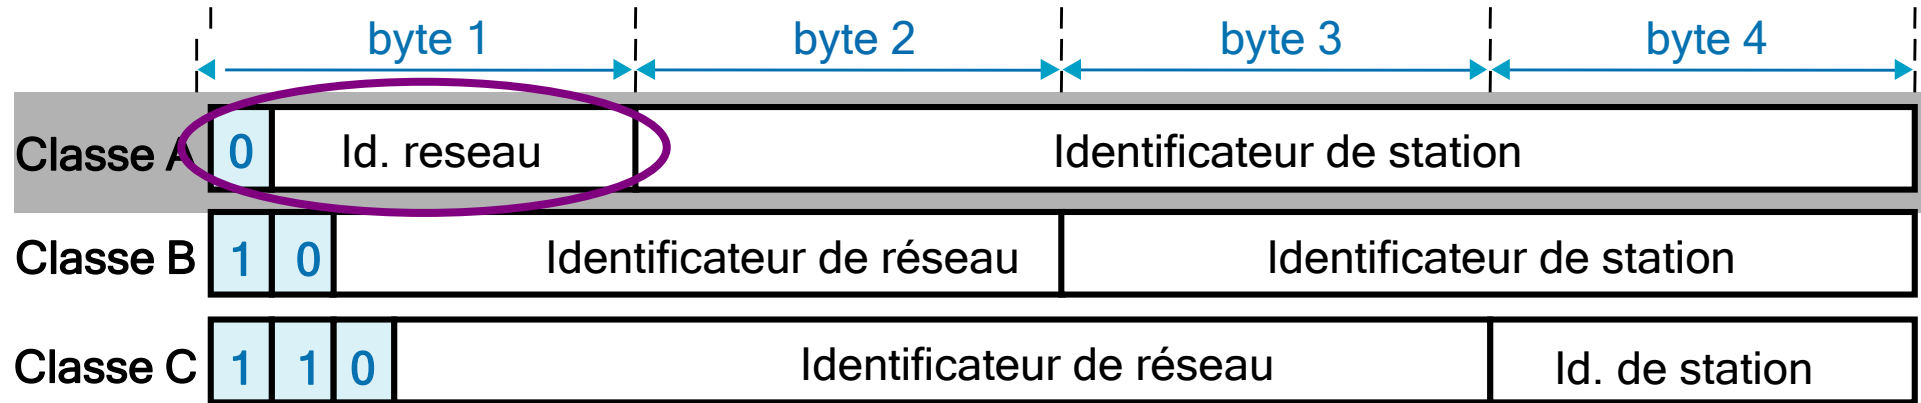 byte 1 byte 2 byte 3 byte 4
Classe A 0 Id. reseau Identificateur de station
Classe B 1 0 Identificateur de réseau Identificateur de station
Classe C 1 1 0 Identificateur de réseau Id. de station